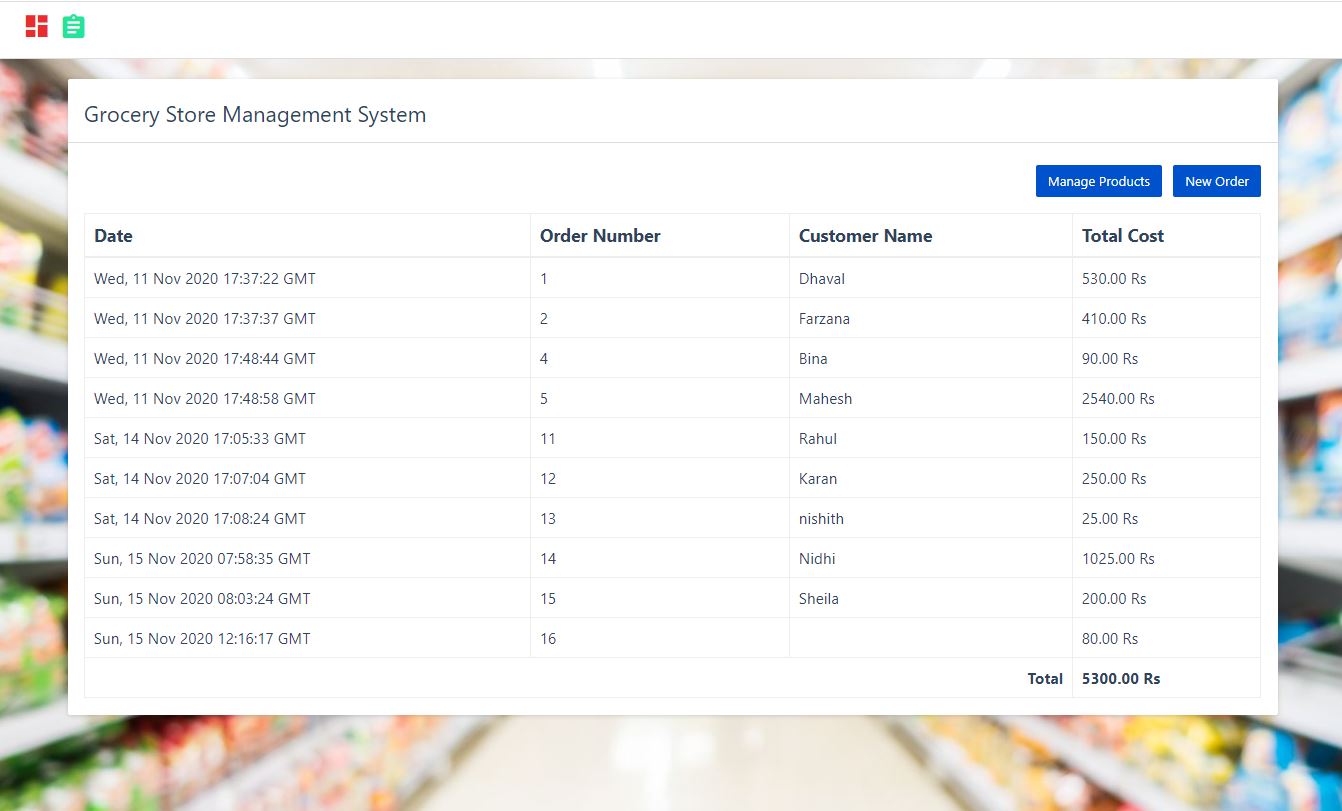 Grocery Store Management System
Manage Products New Order
Date Order Number Customer Name Total Cost
Wed, 11 Nov 2020 17:37:22 GMT 1 Dhaval 530.00 Rs
Wed, 11 Nov 2020 17:37:37 GMT 2 Farzana 410.00 Rs
Wed, 11 Nov 2020 17:48:44 GMT 4 Bina 90.00 Rs
Wed, 11 Nov 2020 17:48:58 GMT 5 Mahesh 2540.00 Rs
Sat, 14 Nov 2020 17:05:33 GMT 11 Rahul 150.00 Rs
Sat, 14 Nov 2020 17:07:04 GMT 12 Karan 250.00 Rs
Sat, 14 Nov 2020 17:08:24 GMT 13 nishith 25.00 Rs
Sun, 15 Nov 2020 07:58:35 GMT 14 Nidhi 1025.00 Rs
Sun, 15 Nov 2020 08:03:24 GMT 15 Sheila 200.00 Rs
Sun, 15 Nov 2020 12:16:17 GMT 16 80.00 Rs
Total 5300.00 Rs